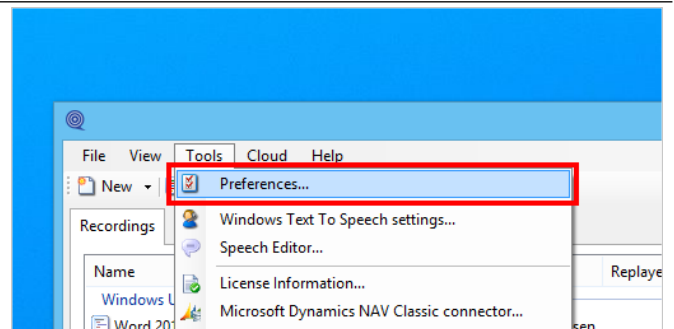 File View Tools Cloud Help
New
Preferences...
Recordings
Windows Text To Speech settings...
Speech Editor...
Name
Replaye
License Information...
Windows U
Microsoft Dynamics NAV Classic connector...
Word 201
sen